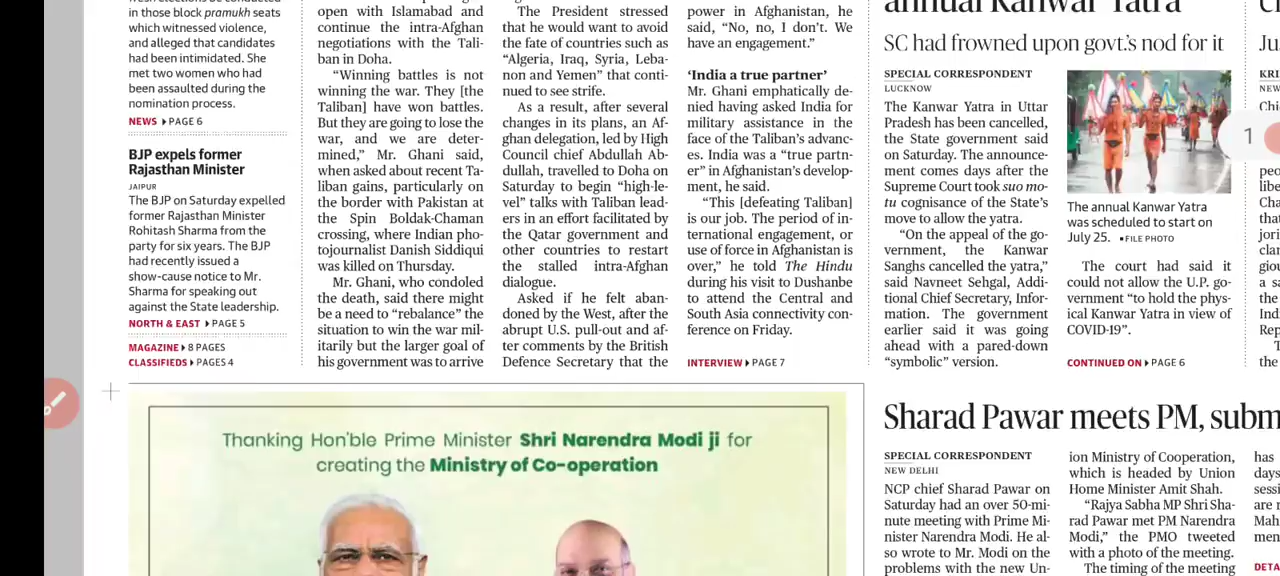 in those block pramukh seats
which witnessed violence,
and alleged that candidates
had been intimidated. She
met two women who had
been assaulted during the
nomination process.
NEWS PAGE 6
BJP expels former
Rajasthan Minister
JAIPUR
The BJP on Saturday expelled
former Rajasthan Minister
Rohitash Sharma from the
party for six years. The BJP
had recently issued a
show-cause notice to Mr.
Sharma for speaking out
against the State leadership.
NORTH & EAST PAGE 5
MAGAZINE 8 PAGES
CLASSIFIEDS PAGES 4
open with Islamabad and
continue the intra-Afghan
negotiations with the Tali-
ban in Doha.
“Winning battles is not
winning the war. They [the
Taliban] have won battles.
But they are going to lose the
war, and we are deter-
mined,” Mr. Ghani said,
when asked about recent Ta-
liban gains, particularly on
the border with Pakistan at
the Spin Boldak-Chaman
crossing, where Indian pho-
tojournalist Danish Siddiqui
was killed on Thursday.
Mr. Ghani, who condoled
the death, said there might
be a need to “rebalance” the
situation to win the war mil-
itarily but the larger goal of
his government was to arrive
The President stressed
that he would want to avoid
the fate of countries such as
“Algeria, Iraq, Syria, Leba-
non and Yemen” that conti-
nued to see strife.
As a result, after several
changes in its plans, an Af-
ghan delegation, led by High
Council chief Abdullah Ab-
dullah, travelled to Doha on
Saturday to begin “high-le-
vel” talks with Taliban lead-
ers in an effort facilitated by
the Qatar government and
other countries to restart
the stalled intra-Afghan
dialogue.
Asked if he felt aban-
doned by the West, after the
abrupt U.S. pull-out and af-
ter comments by the British
Defence Secretary that the
power in Afghanistan, he
said, “No, no, I don’t. We
have an engagement.”
‘India a true partner’
Mr. Ghani emphatically de-
nied having asked India for
military assistance in the
face of the Taliban’s advanc-
es. India was a “true partn-
er” in Afghanistan’s develop-
ment, he said.
“This [defeating Taliban]
is our job. The period of in-
ternational engagement, or
use of force in Afghanistan is
over,” he told The Hindu
during his visit to Dushanbe
to attend the Central and
South Asia connectivity con-
ference on Friday.
INTERVIEW PAGE 7
annual Kanwar Yatra
SC had frowned upon govt.’s nod for it
SPECIAL CORRESPONDENT
LUCKNOW
The Kanwar Yatra in Uttar
Pradesh has been cancelled,
the State government said
on Saturday. The announce-
ment comes days after the
Supreme Court took suo mo-
tu cognisance of the State’s
move to allow the yatra.
“On the appeal of the go-
vernment, the Kanwar
Sanghs cancelled the yatra,”
said Navneet Sehgal, Addi-
tional Chief Secretary, Infor-
mation. The government
earlier said it was going
ahead with a pared-down
“symbolic” version.
The annual Kanwar Yatra
was scheduled to start on
July 25. ▪FILE PHOTO
The court had said it
could not allow the U.P. go-
vernment “to hold the phys-
ical Kanwar Yatra in view of
COVID-19”.
CONTINUED ON PAGE 6
1
Thanking Hon'ble Prime Minister Shri Narendra Modi ji for
creating the Ministry of Co-operation
Sharad Pawar meets PM, subm
SPECIAL CORRESPONDENT
NEW DELHI
NCP chief Sharad Pawar on
Saturday had an over 50-mi-
nute meeting with Prime Mi-
nister Narendra Modi. He al-
so wrote to Mr. Modi on the
problems with the new Un-
ion Ministry of Cooperation,
which is headed by Union
Home Minister Amit Shah.
“Rajya Sabha MP Shri Sha-
rad Pawar met PM Narendra
Modi,” the PMO tweeted
with a photo of the meeting.
The timing of the meeting
has
days
sessi
are r
Mah
men
DETA